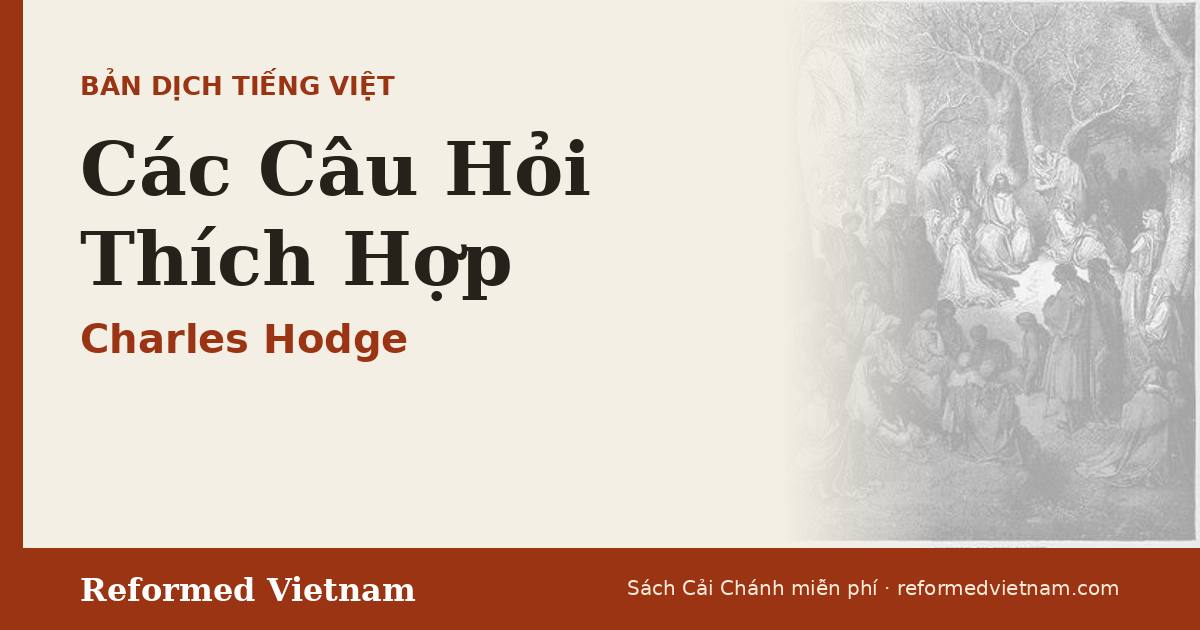 BẢN DỊCH TIẾNG VIỆT
Các Câu Hỏi
Thích Hợp
Charles Hodge
Reformed Vietnam
Sách Cải Chánh miễn phí · reformedvietnam.com